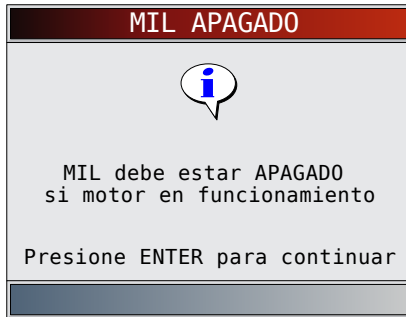 MIL APAGADO
i
MIL debe estar APAGADO
si motor en funcionamiento
Presione ENTER para continuar